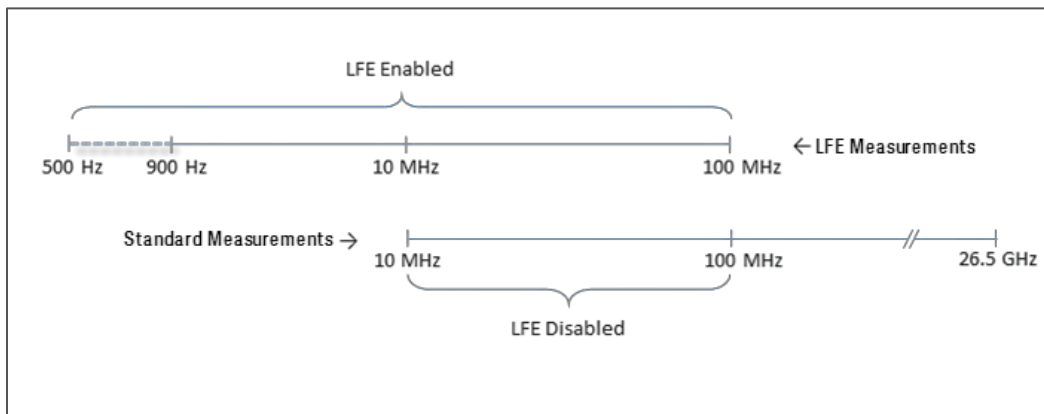 LFE Enabled
500 Hz 900 Hz 10 MHz 100 MHz ← LFE Measurements
Standard Measurements →
10 MHz 100 MHz 26.5 GHz
LFE Disabled